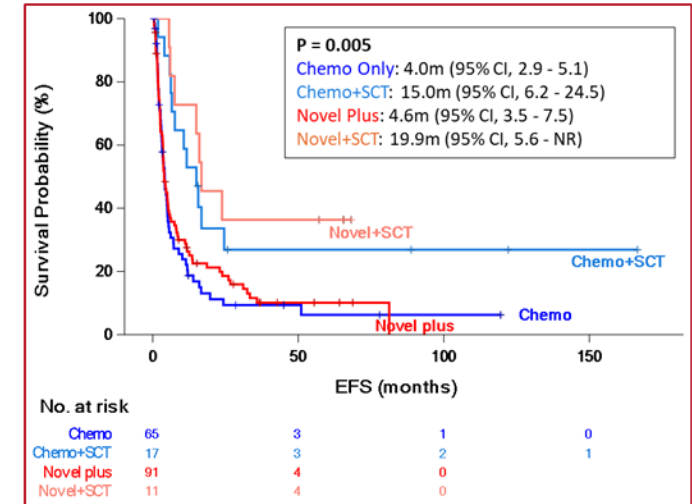 100
80
60
40
20
0
Survival Probability (%)
P = 0.005
Chemo Only: 4.0m (95% CI, 2.9 - 5.1)
Chemo+SCT: 15.0m (95% CI, 6.2 - 24.5)
Novel Plus: 4.6m (95% CI, 3.5 - 7.5)
Novel+SCT: 19.9m (95% CI, 5.6 - NR)
Novel+SCT
Chemo+SCT
Chemo
Novel plus
0 50 100 150
EFS (months)
No. at risk
Chemo 65 3 1 0
Chemo+SCT 17 3 2 1
Novel plus 91 4 0
Novel+SCT 11 4 0